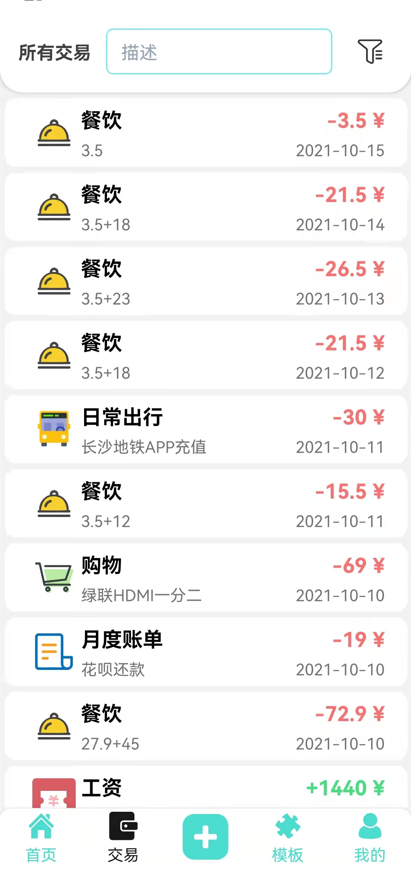 所有交易 描述
餐饮 -3.5 ¥
3.5 2021-10-15
餐饮 -21.5 ¥
3.5+18 2021-10-14
餐饮 -26.5 ¥
3.5+23 2021-10-13
餐饮 -21.5 ¥
3.5+18 2021-10-12
日常出行 -30 ¥
长沙地铁APP充值 2021-10-11
餐饮 -15.5 ¥
3.5+12 2021-10-11
购物 -69 ¥
绿联HDMI一分二 2021-10-10
月度账单 -19 ¥
花呗还款 2021-10-10
餐饮 -72.9 ¥
27.9+45 2021-10-10
工资 +1440 ¥
¥
首页 交易 模板 我的